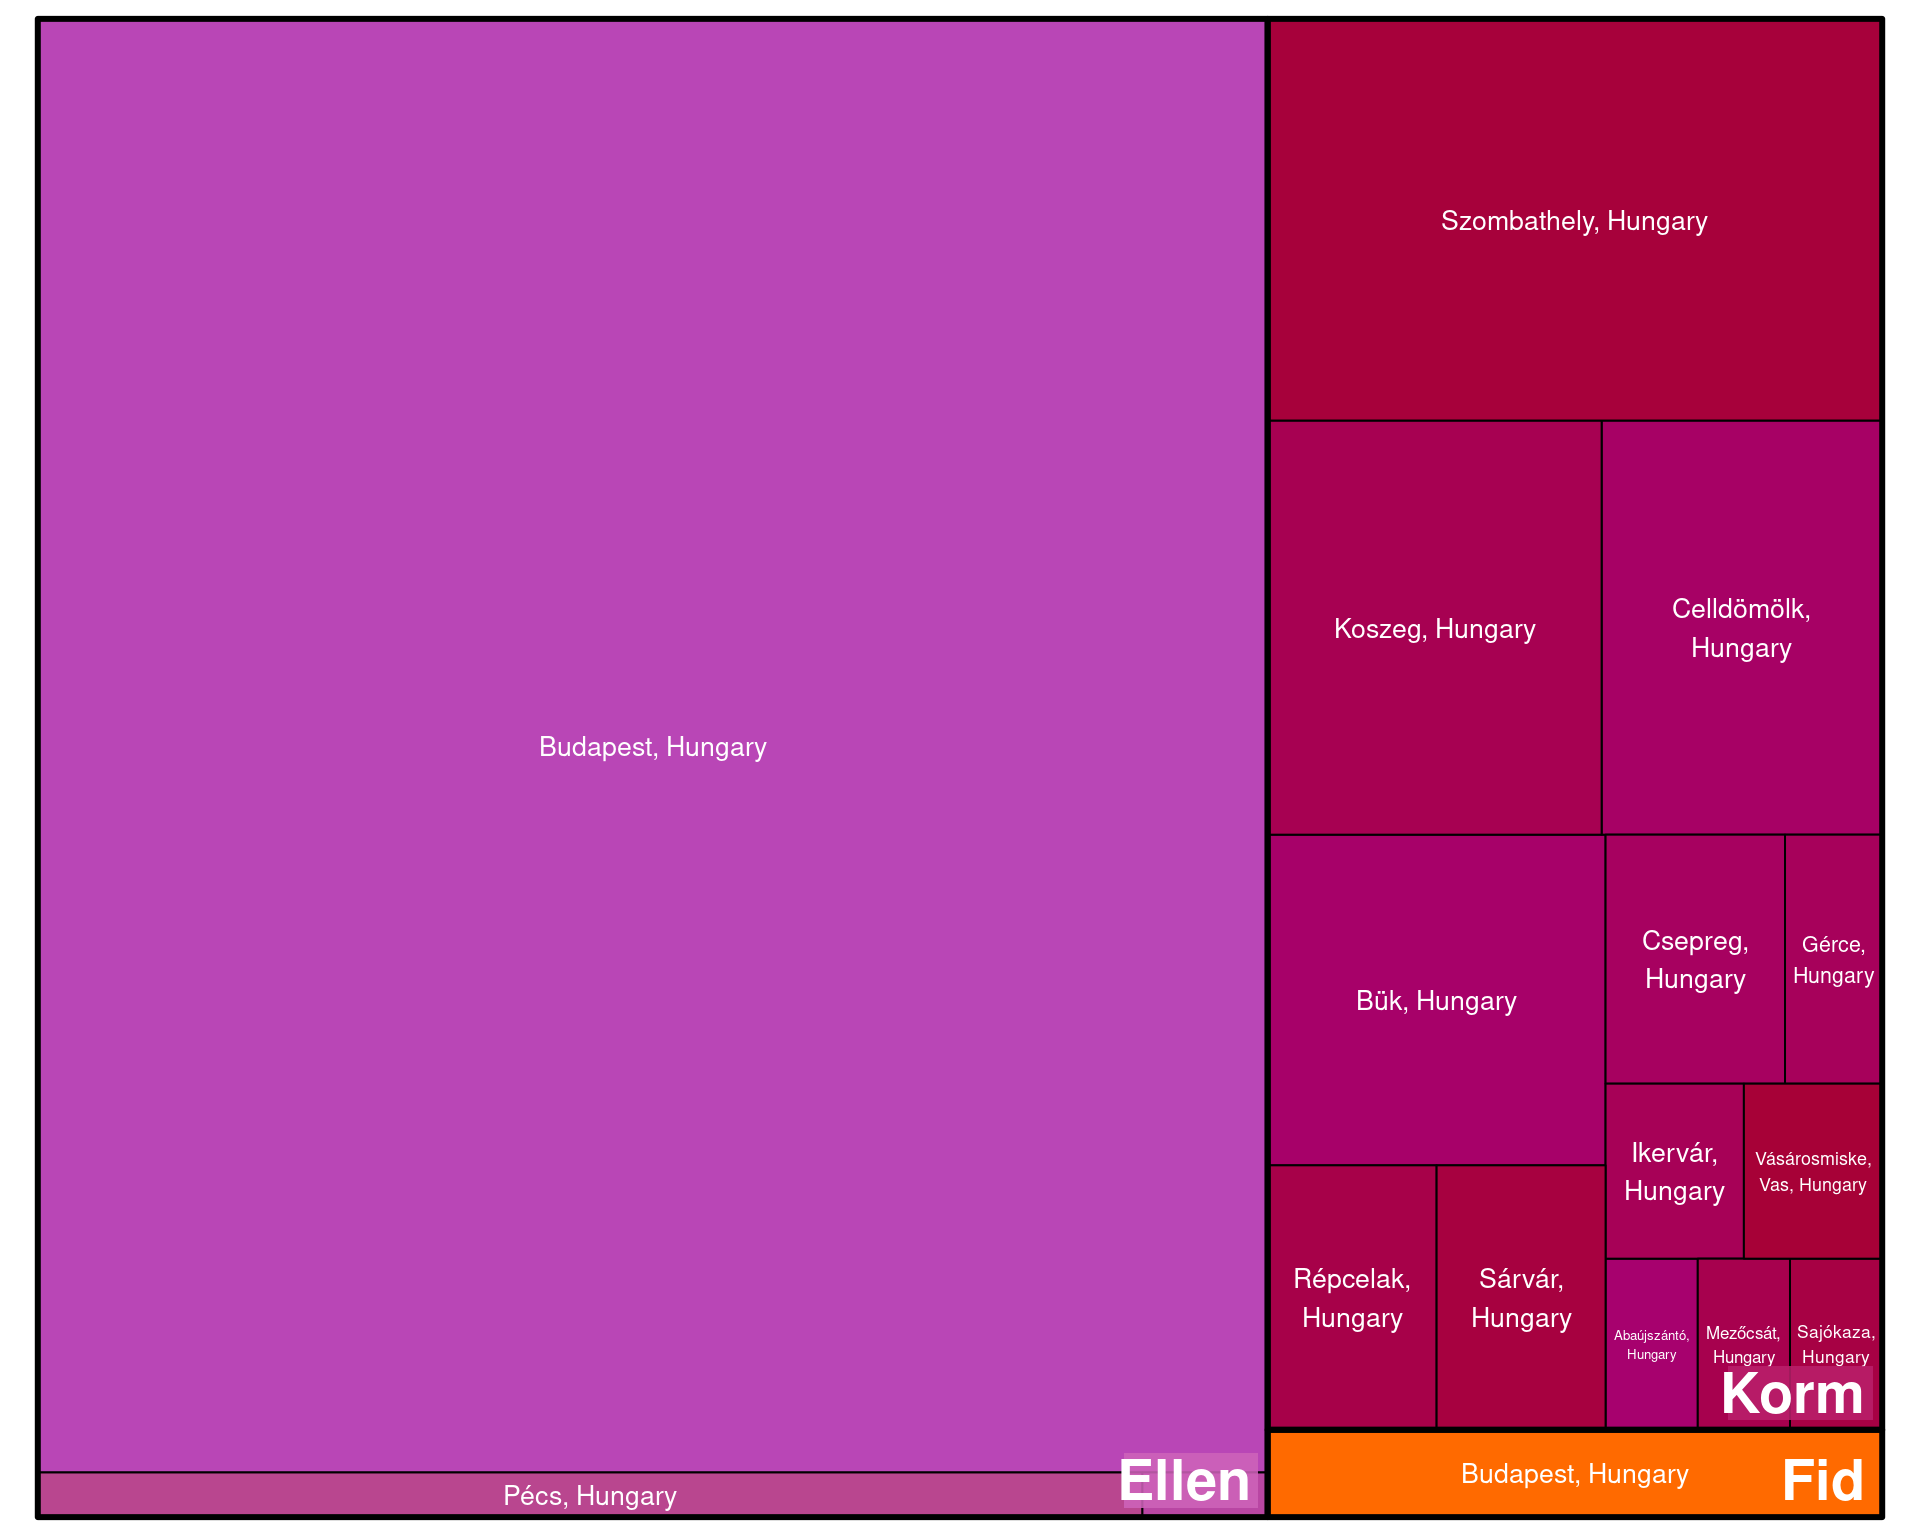 Szombathely, Hungary
Koszeg, Hungary
Celldömölk,
Hungary
Budapest, Hungary
Csepreg,
Hungary
Gérce,
Hungary
Bük, Hungary
Ikervár,
Hungary
Vásárosmiske,
Vas, Hungary
Répcelak,
Hungary
Sárvár,
Hungary
Abaújszántó,
Hungary
Mezőcsát,
Hungary
Sajókaza,
Hungary
Korm
Pécs, Hungary
Ellen
Budapest, Hungary
Fid